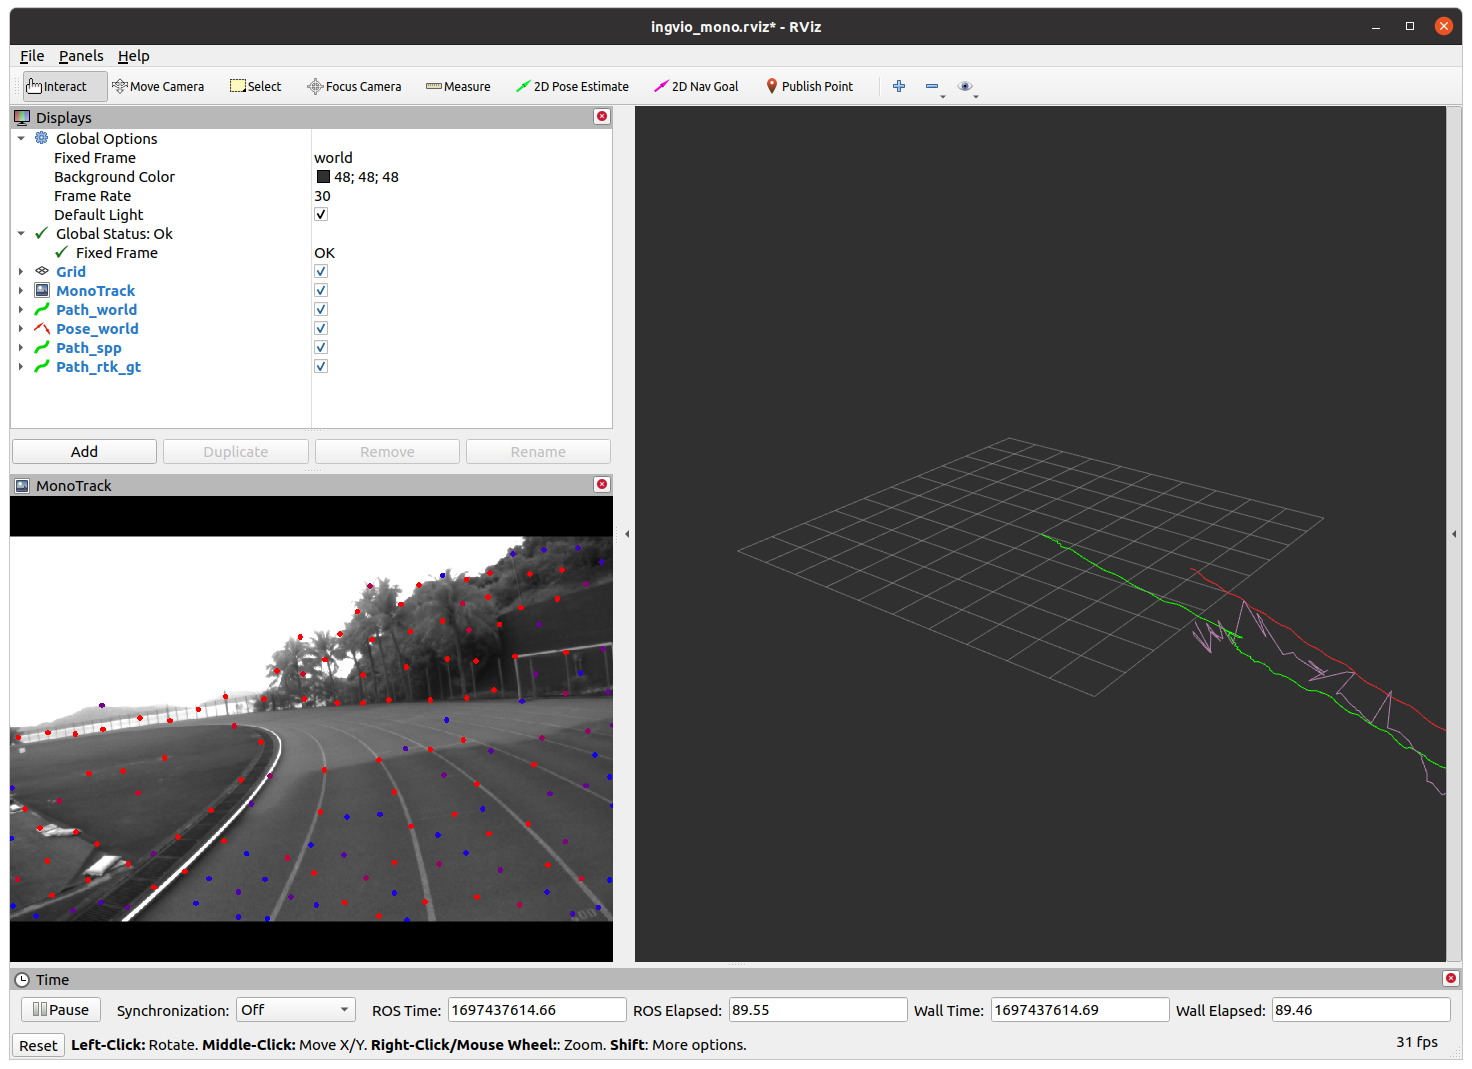 ingvio_mono.rviz* - RViz
File Panels Help
Interact Move Camera Select Focus Camera Measure 2D Pose Estimate 2D Nav Goal Publish Point
Displays
Global Options
Fixed Frame world
Background Color 48; 48; 48
Frame Rate 30
Default Light
Global Status: Ok
Fixed Frame OK
Grid
MonoTrack
Path_world
Pose_world
Path_spp
Path_rtk_gt
Add Duplicate Remove Rename
MonoTrack
Time
Pause Synchronization: Off ROS Time: 1697437614.66 ROS Elapsed: 89.55 Wall Time: 1697437614.69 Wall Elapsed: 89.46
Reset Left-Click: Rotate. Middle-Click: Move X/Y. Right-Click/Mouse Wheel:: Zoom. Shift: More options. 31 fps